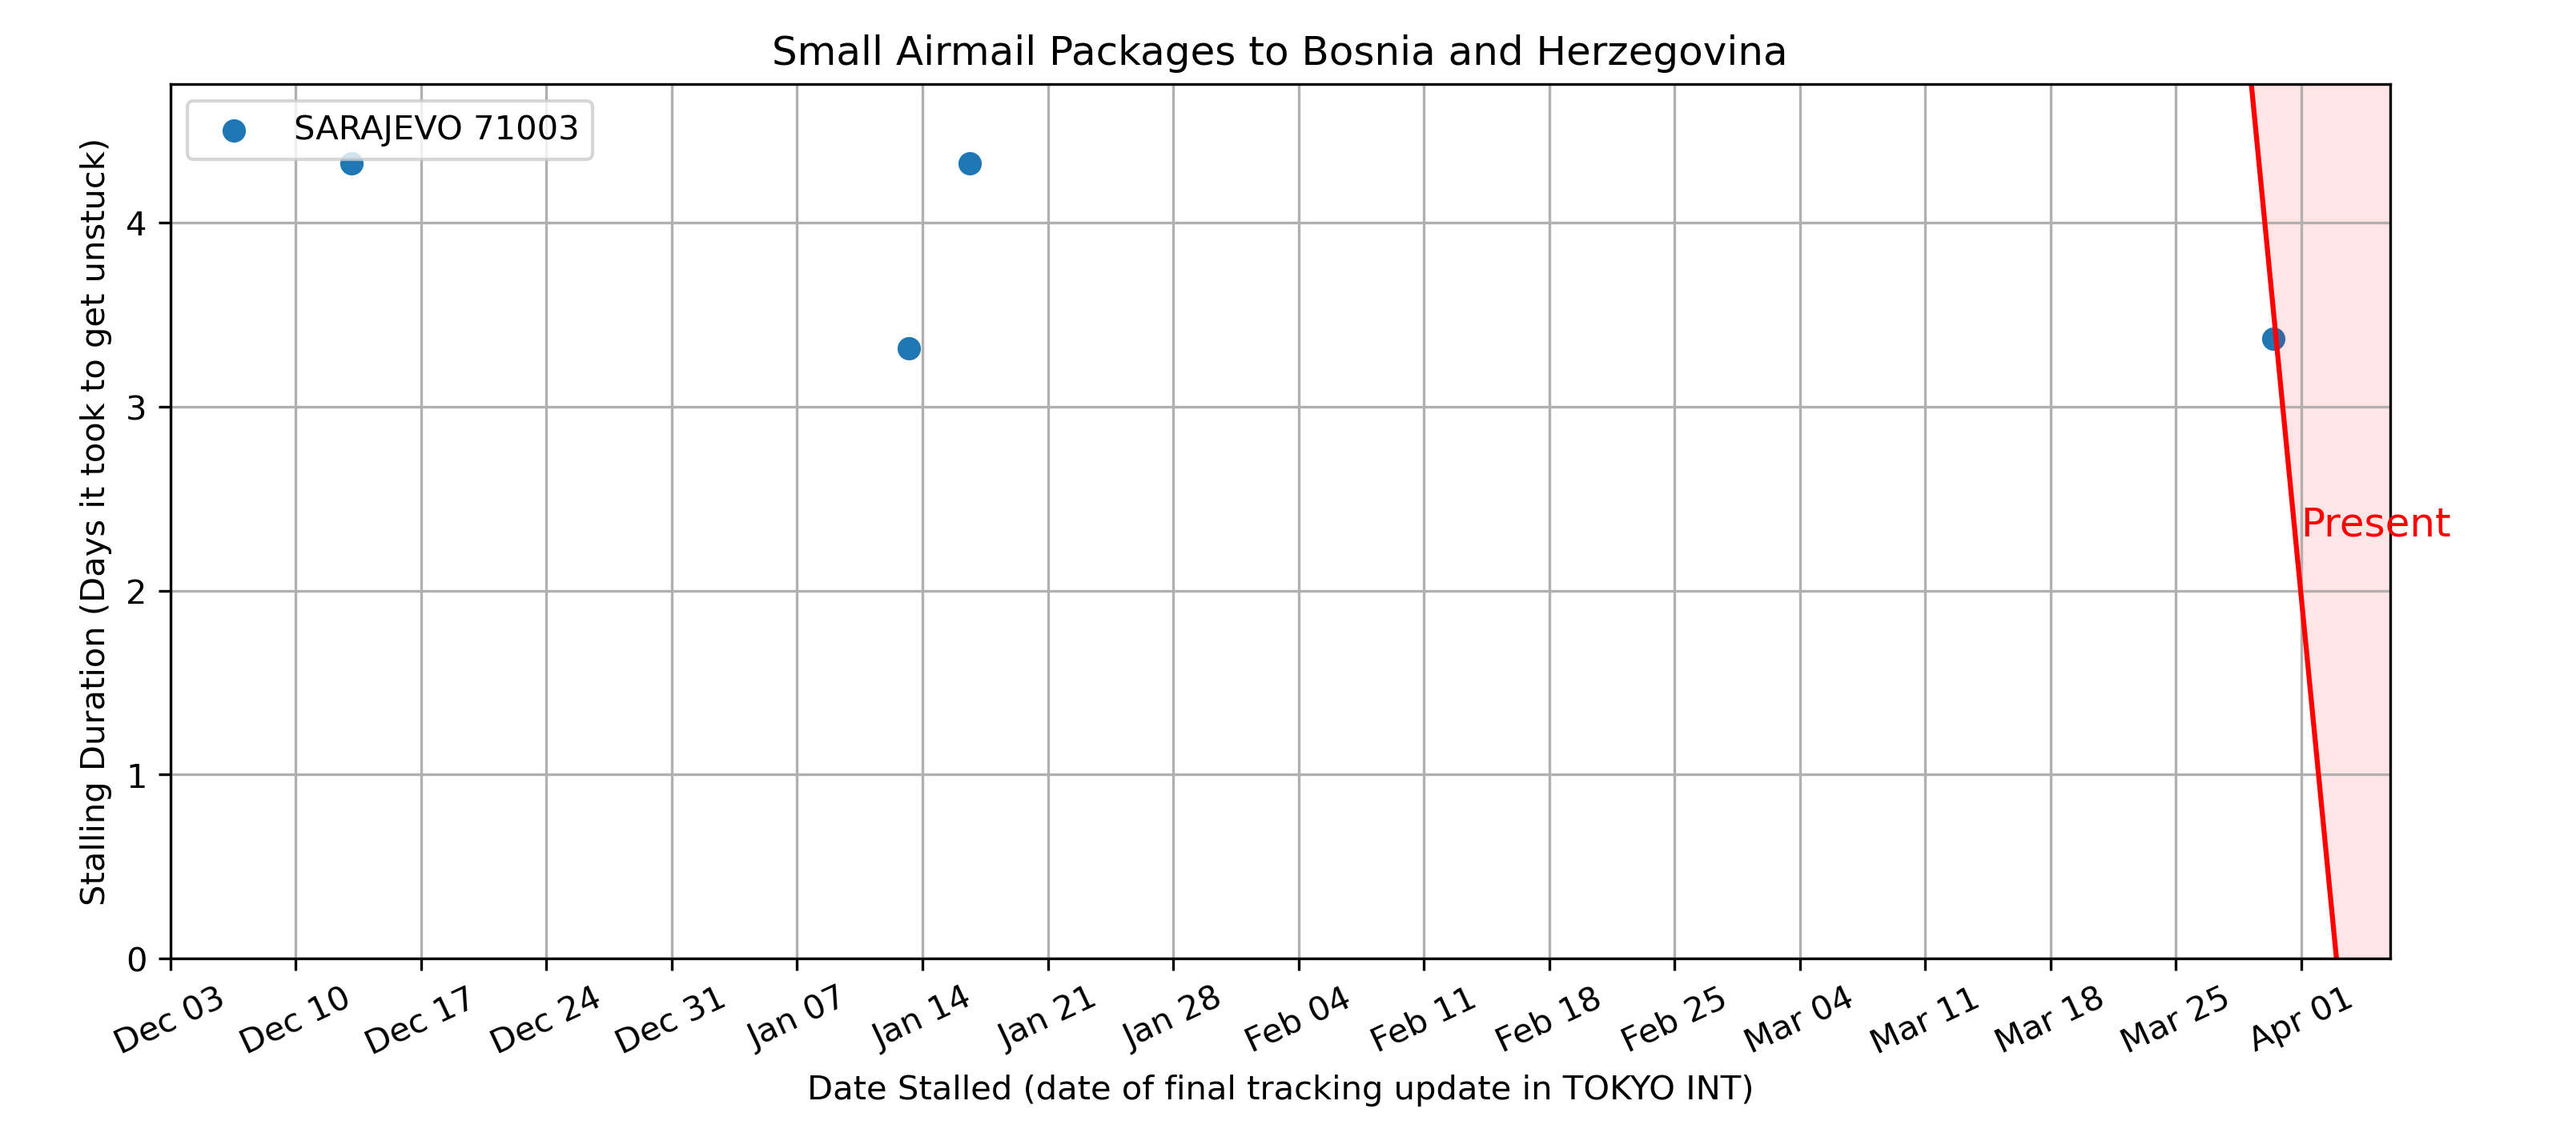 Small Airmail Packages to Bosnia and Herzegovina
SARAJEVO 71003
Stalling Duration (Days it took to get unstuck)
4
3
2
1
0
Present
Dec 03 Dec 10 Dec 17 Dec 24 Dec 31 Jan 07 Jan 14 Jan 21 Jan 28 Feb 04 Feb 11 Feb 18 Feb 25 Mar 04 Mar 11 Mar 18 Mar 25 Apr 01
Date Stalled (date of final tracking update in TOKYO INT)